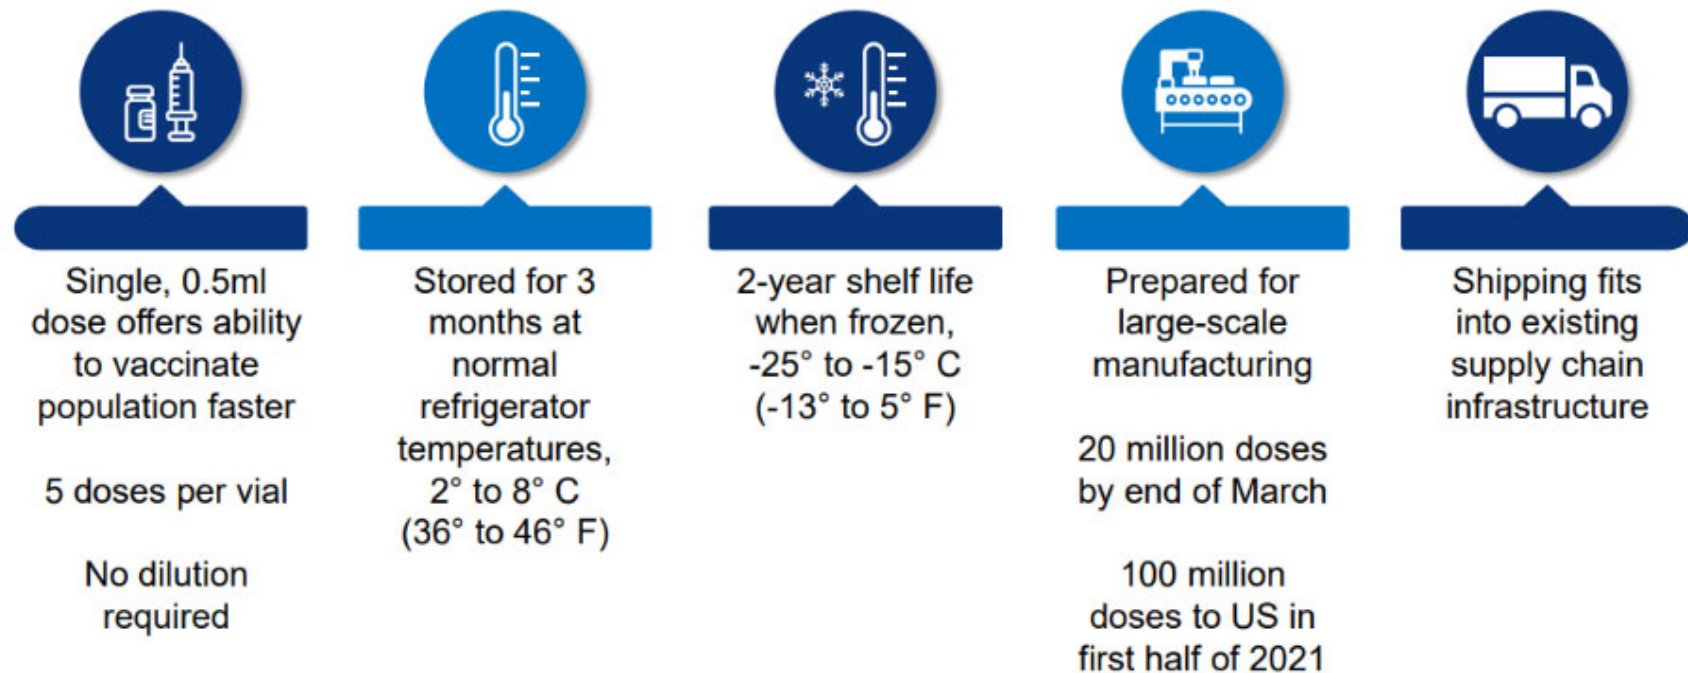 Single, 0.5ml
dose offers ability
to vaccinate
population faster
5 doses per vial
No dilution
required
Stored for 3
months at
normal
refrigerator
temperatures,
2° to 8° C
(36° to 46° F)
2-year shelf life
when frozen,
-25° to -15° C
(-13° to 5° F)
Prepared for
large-scale
manufacturing
20 million doses
by end of March
100 million
doses to US in
first half of 2021
Shipping fits
into existing
supply chain
infrastructure